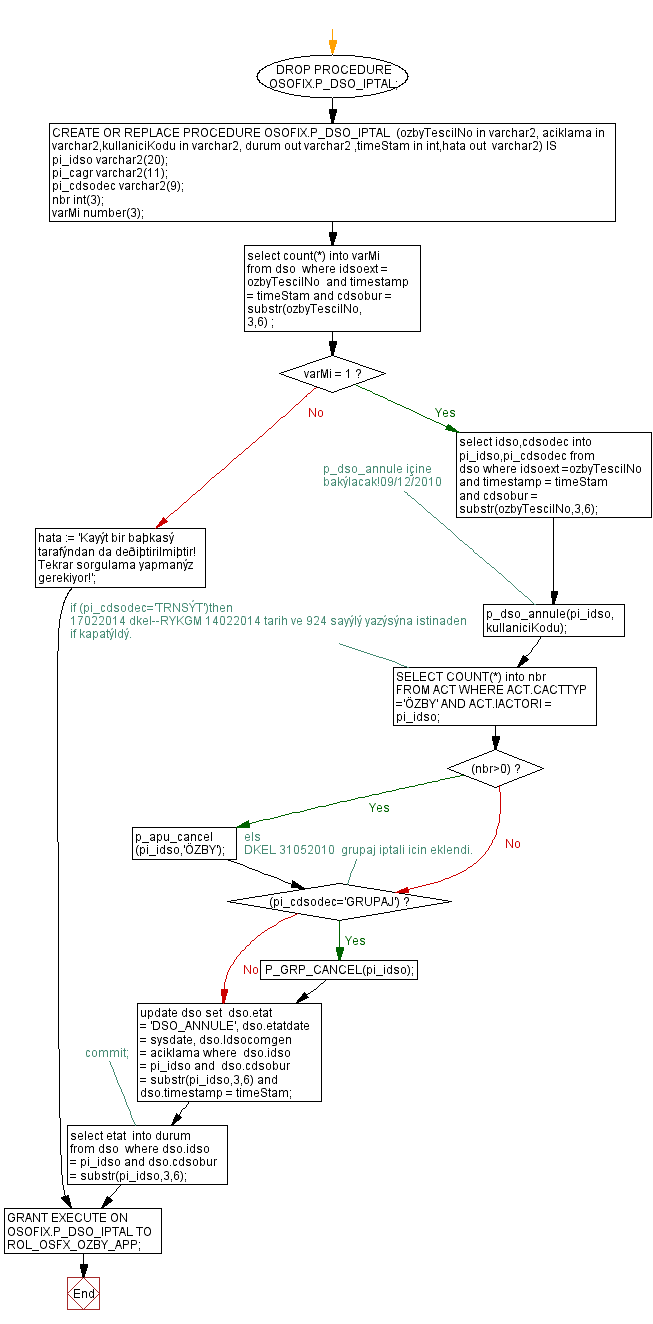 DROP PROCEDURE
OSOFIX.P_DSO_IPTAL;
CREATE OR REPLACE PROCEDURE OSOFIX.P_DSO_IPTAL (ozbyTescilNo in varchar2, aciklama in
varchar2,kullaniciKodu in varchar2, durum out varchar2 ,timeStam in int,hata out varchar2) IS
pi_idso varchar2(20);
pi_cagr varchar2(11);
pi_cdsodec varchar2(9);
nbr int(3);
varMi number(3);
select count(*) into varMi
from dso where idsoext =
ozbyTescilNo and timestamp
= timeStam and cdsobur =
substr(ozbyTescilNo,
3,6) ;
varMi = 1 ?
No
Yes
select idso,cdsodec into
pi_idso,pi_cdsodec from
dso where idsoext =ozbyTescilNo
and timestamp = timeStam
and cdsobur =
substr(ozbyTescilNo,3,6);
p_dso_annule içine
bakýlacak!09/12/2010
hata := 'Kayýt bir baþkasý
tarafýndan da deðiþtirilmiþtir!
Tekrar sorgulama yapmanýz
gerekiyor!';
p_dso_annule(pi_idso,
kullaniciKodu);
if (pi_cdsodec='TRNSÝT')then
17022014 dkel--RYKGM 14022014 tarih ve 924 sayýlý yazýsýna istinaden
if kapatýldý.
SELECT COUNT(*) into nbr
FROM ACT WHERE ACT.CACTTYP
='ÖZBY' AND ACT.IACTORI =
pi_idso;
(nbr>0) ?
Yes
No
p_apu_cancel
(pi_idso,'ÖZBY');
els
DKEL 31052010 grupaj iptali icin eklendi.
(pi_cdsodec='GRUPAJ') ?
Yes
No
P_GRP_CANCEL(pi_idso);
update dso set dso.etat
= 'DSO_ANNULE', dso.etatdate
= sysdate, dso.ldsocomgen
= aciklama where dso.idso
= pi_idso and dso.cdsobur
= substr(pi_idso,3,6) and
dso.timestamp = timeStam;
commit;
select etat into durum
from dso where dso.idso
= pi_idso and dso.cdsobur
= substr(pi_idso,3,6);
GRANT EXECUTE ON
OSOFIX.P_DSO_IPTAL TO
ROL_OSFX_OZBY_APP;
End